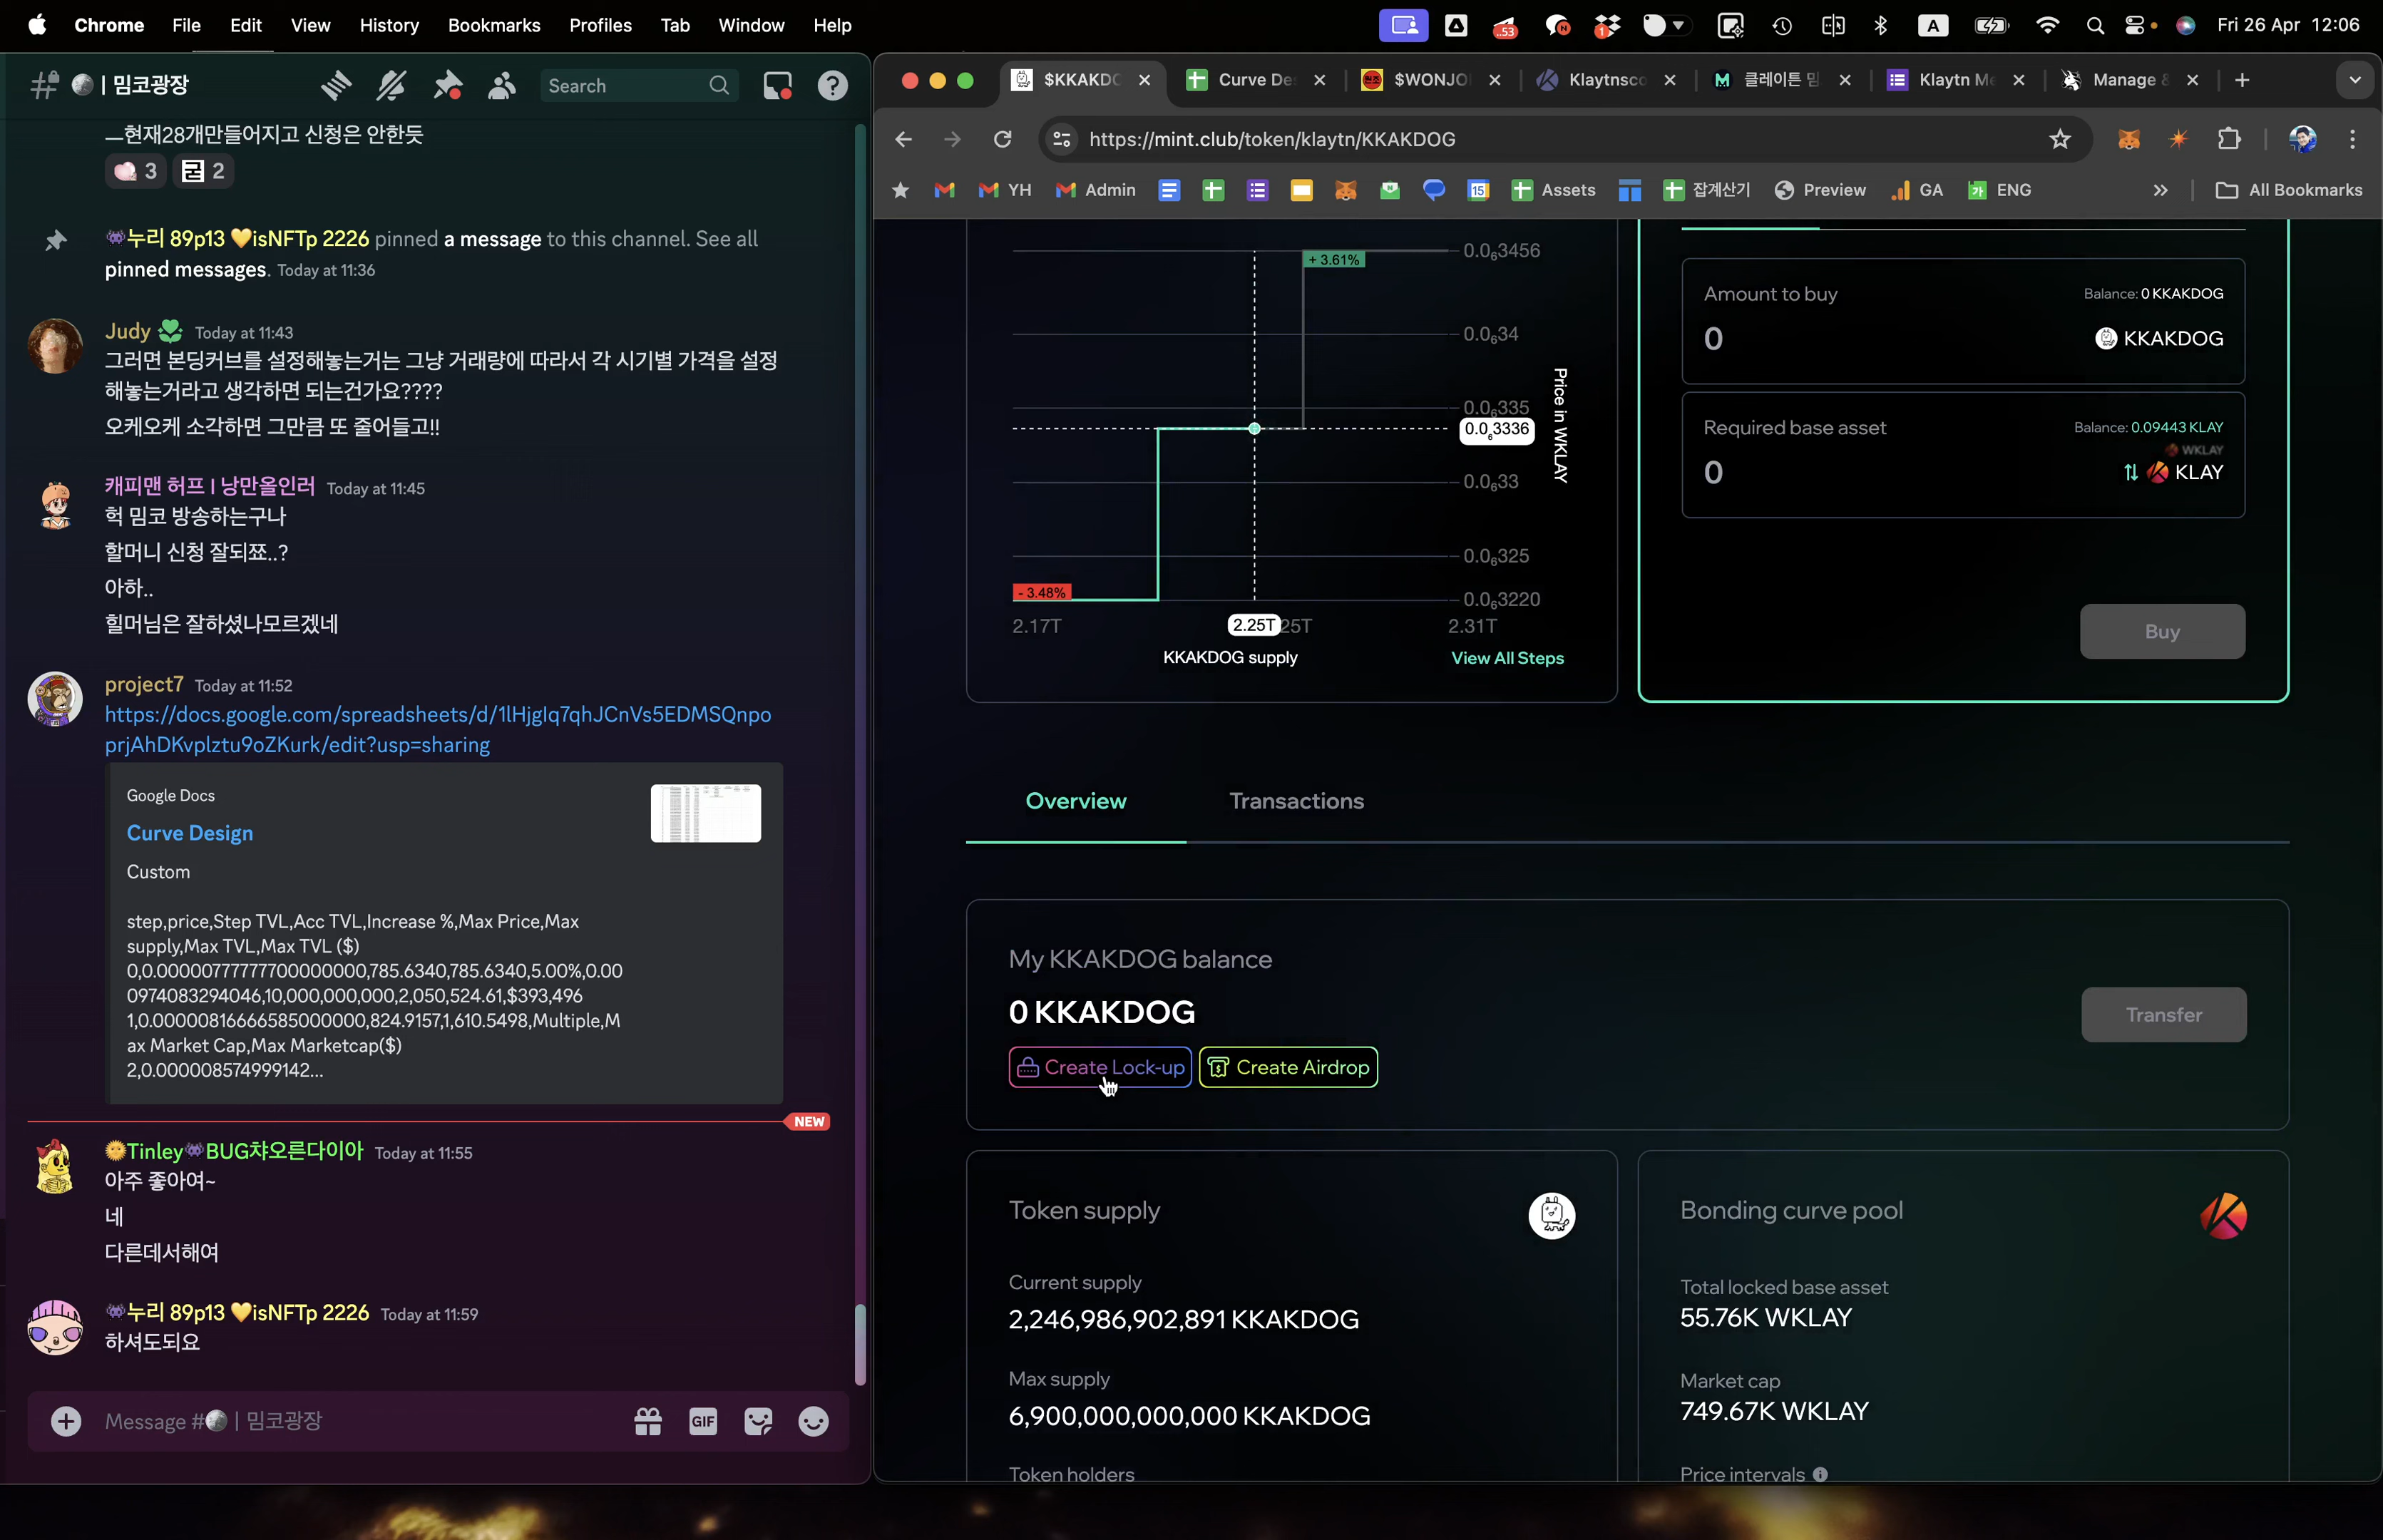 Chrome File Edit View History Bookmarks Profiles Tab Window Help
..53
N
1
A
Fri 26 Apr 12:06
| 밈코광장
Search
ㅡ현재28개만들어지고 신청은 안한듯
3
굳 2
누리 89p13 💛isNFTp 2226 pinned a message to this channel. See all
pinned messages. Today at 11:36
Judy Today at 11:43
그러면 본딩커브를 설정해놓는거는 그냥 거래량에 따라서 각 시기별 가격을 설정
해놓는거라고 생각하면 되는건가요????
오케오케 소각하면 그만큼 또 줄어들고!!
캐피맨 허프 | 낭만올인러 Today at 11:45
헉 밈코 방송하는구나
할머니 신청 잘되쬬..?
아하..
힐머님은 잘하셨나모르겠네
project7 Today at 11:52
https://docs.google.com/spreadsheets/d/1lHjglq7qhJCnVs5EDMSQnpo
prjAhDKvplztu9oZKurk/edit?usp=sharing
Google Docs
Curve Design
Custom
step,price,Step TVL,Acc TVL,Increase %,Max Price,Max
supply,Max TVL,Max TVL ($)
0,0.00000777777700000000,785.6340,785.6340,5.00%,0.00
0974083294046,10,000,000,000,2,050,524.61,$393,496
1,0.00000816666585000000,824.9157,1,610.5498,Multiple,M
ax Market Cap,Max Marketcap($)
2,0.000008574999142...
NEW
Tinley BUG챠오른다이아 Today at 11:55
아주 좋아여~
네
다른데서해여
누리 89p13 💛isNFTp 2226 Today at 11:59
하셔도되요
Message # | 밈코광장
GIF
$KKAKDO
Curve De
$WONJO
Klaytnsco
클레이튼 밈
Klaytn Me
Manage &
https://mint.club/token/klaytn/KKAKDOG
YH
Admin
15
Assets
잡계산기
Preview
GA
ENG
All Bookmarks
+ 3.61%
0.0₆3456
0.0₆34
0.0₆335
0.0₆3336
0.0₆33
0.0₆325
- 3.48%
0.0₆3220
Price in WKLAY
2.17T
2.25T
25T
2.31T
KKAKDOG supply
View All Steps
Amount to buy
Balance: 0 KKAKDOG
0
KKAKDOG
Required base asset
Balance: 0.09443 KLAY
WKLAY
0
KLAY
Buy
Overview
Transactions
My KKAKDOG balance
0 KKAKDOG
Create Lock-up
Create Airdrop
Transfer
Token supply
Current supply
2,246,986,902,891 KKAKDOG
Max supply
6,900,000,000,000 KKAKDOG
Token holders
Bonding curve pool
Total locked base asset
55.76K WKLAY
Market cap
749.67K WKLAY
Price intervals